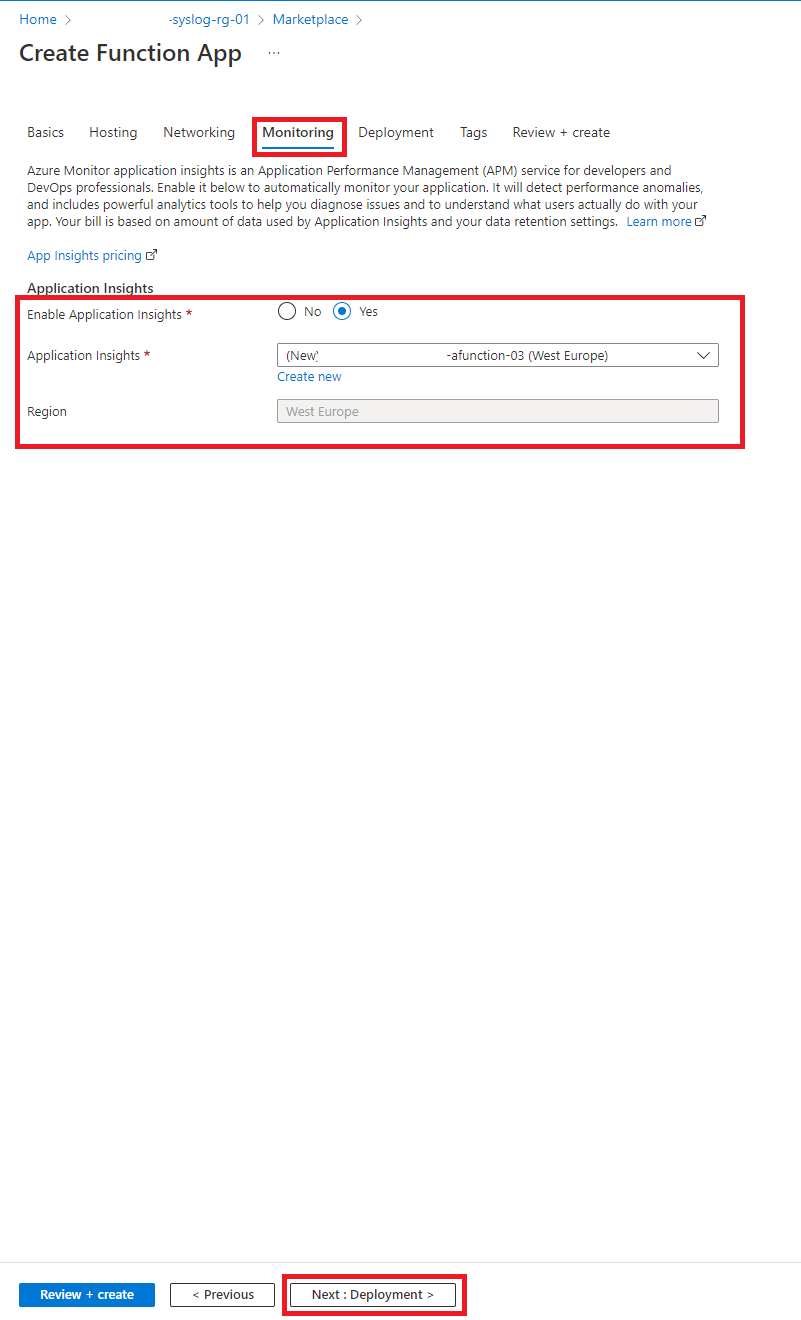 Home > -syslog-rg-01 > Marketplace >
Create Function App ...
Basics Hosting Networking Monitoring Deployment Tags Review + create
Azure Monitor application insights is an Application Performance Management (APM) service for developers and
DevOps professionals. Enable it below to automatically monitor your application. It will detect performance anomalies,
and includes powerful analytics tools to help you diagnose issues and to understand what users actually do with your
app. Your bill is based on amount of data used by Application Insights and your data retention settings. Learn more
App Insights pricing
Application Insights
Enable Application Insights * No Yes
Application Insights * (New) -afunction-03 (West Europe)
Create new
Region West Europe
Review + create < Previous Next : Deployment >